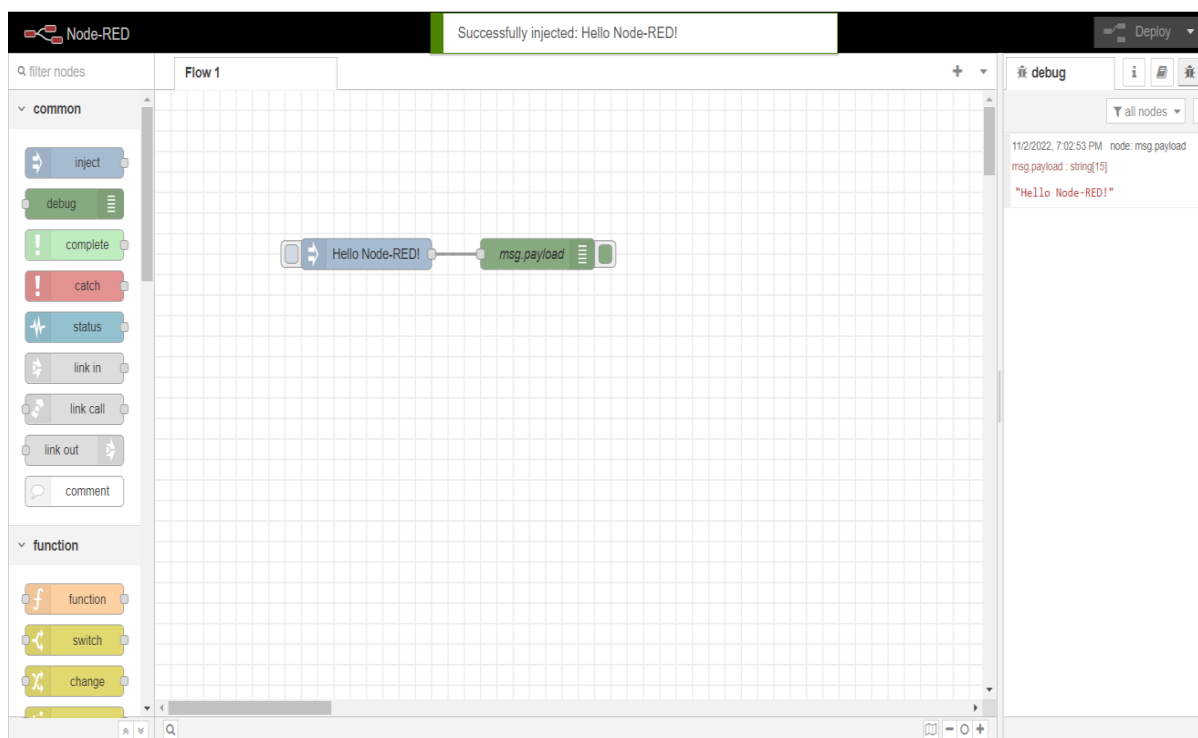 Node-RED
Successfully injected: Hello Node-RED!
Deploy
filter nodes
Flow 1
debug
i
common
all nodes
inject
debug
complete
catch
status
link in
link call
link out
comment
function
function
switch
change
Hello Node-RED!
msg.payload
11/2/2022, 7:02:53 PM node: msg.payload
msg.payload : string[15]
"Hello Node-RED!"